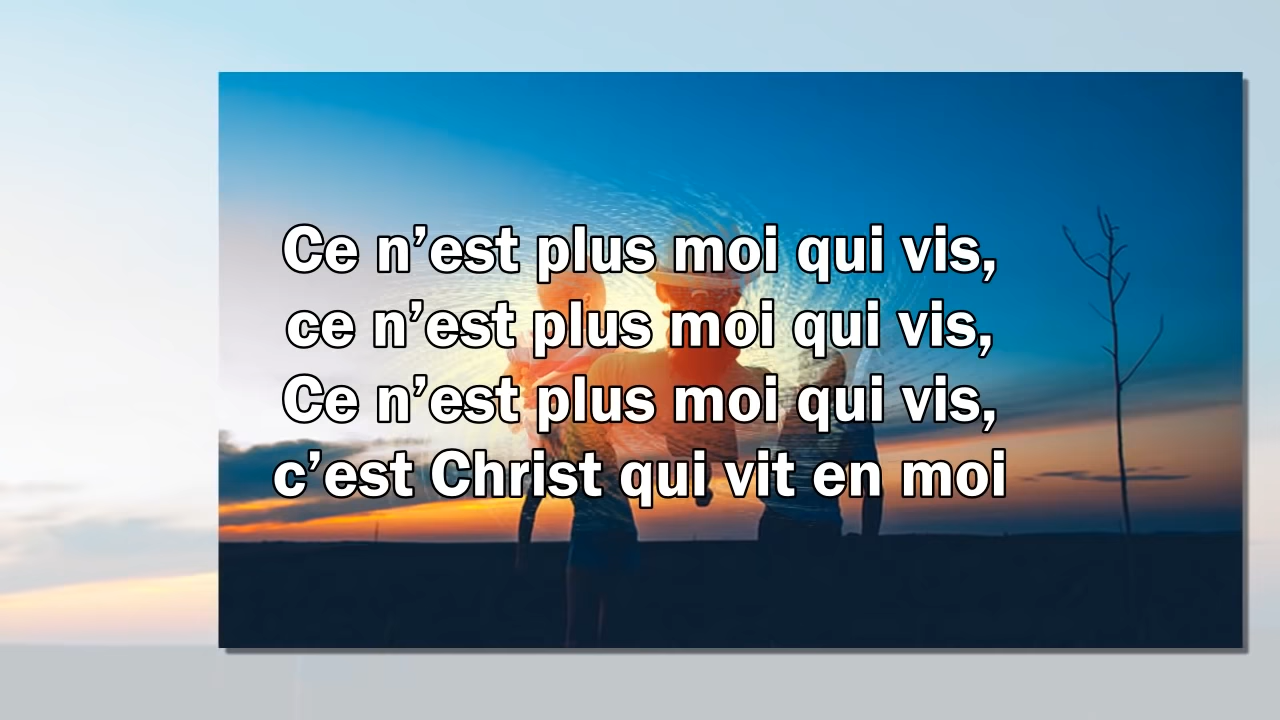 Ce n’est plus moi qui vis,
ce n’est plus moi qui vis,
Ce n’est plus moi qui vis,
c’est Christ qui vit en moi